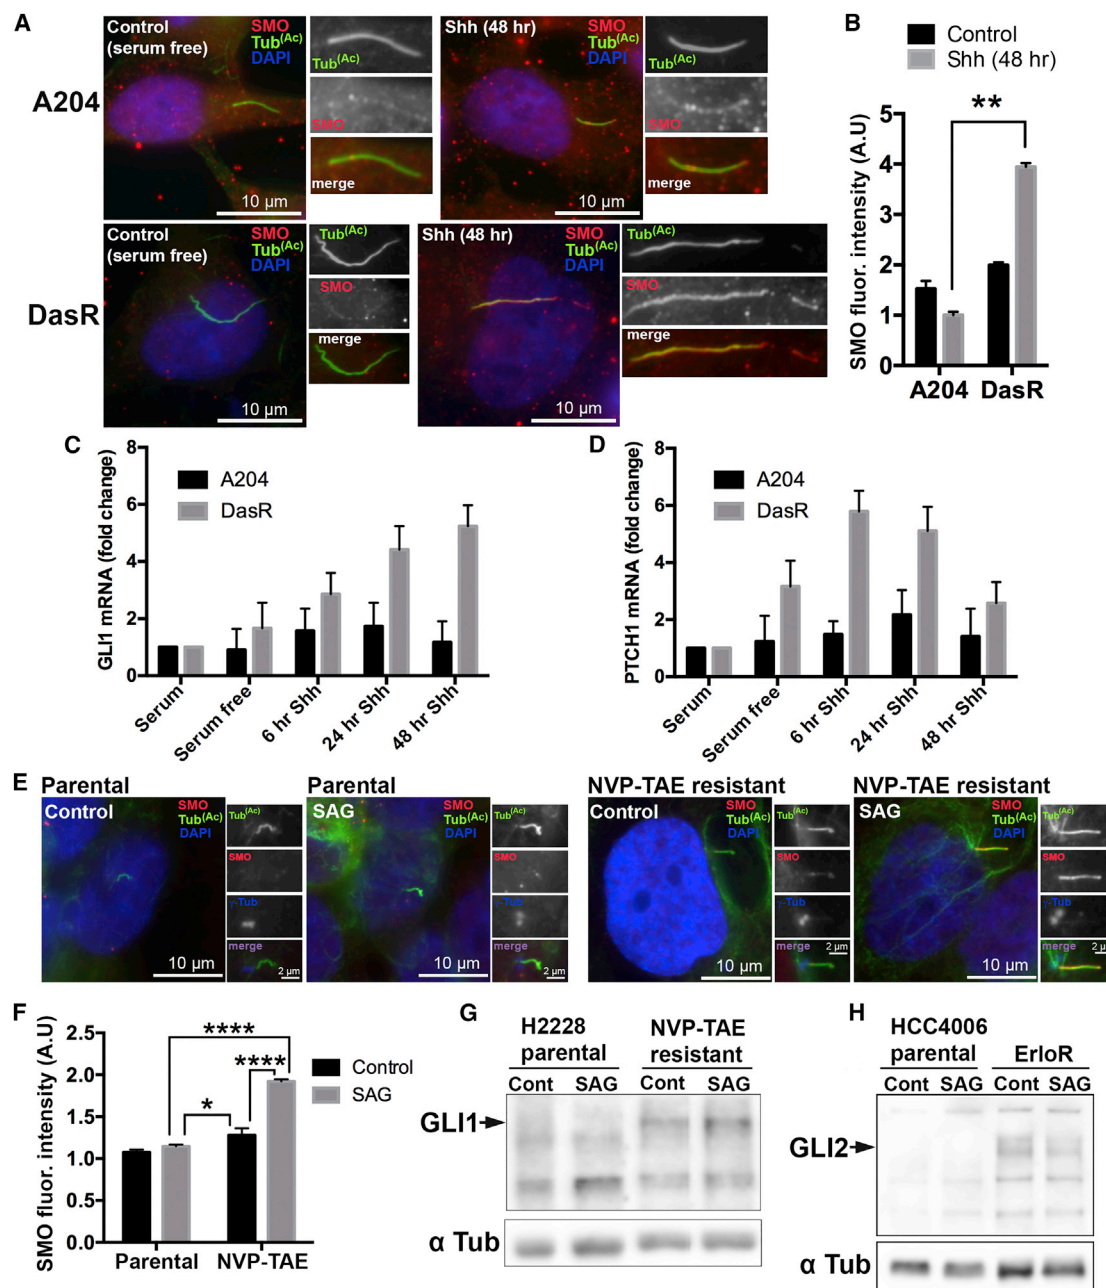 A
Control
(serum free)
SMO
Tub(Ac)
DAPI
10 µm
Tub(Ac)
SMO
merge
Shh (48 hr)
SMO
Tub(Ac)
DAPI
10 µm
Tub(Ac)
SMO
merge
A204
Control
(serum free)
SMO
Tub(Ac)
DAPI
10 µm
Tub(Ac)
SMO
merge
Shh (48 hr)
SMO
Tub(Ac)
DAPI
10 µm
Tub(Ac)
SMO
merge
DasR
B
Control
Shh (48 hr)
**
SMO fluor. intensity (A.U)
5
4
3
2
1
0
A204 DasR
C
A204
DasR
GLI1 mRNA (fold change)
8
6
4
2
0
Serum
Serum free
6 hr Shh
24 hr Shh
48 hr Shh
D
A204
DasR
PTCH1 mRNA (fold change)
8
6
4
2
0
Serum
Serum free
6 hr Shh
24 hr Shh
48 hr Shh
E
Parental
Control
SMO
Tub(Ac)
DAPI
10 µm
Tub(Ac)
SMO
γ-Tub
merge
2 µm
Parental
SAG
SMO
Tub(Ac)
DAPI
10 µm
Tub(Ac)
SMO
γ-Tub
merge
2 µm
NVP-TAE resistant
Control
SMO
Tub(Ac)
DAPI
10 µm
Tub(Ac)
SMO
γ-Tub
merge
2 µm
NVP-TAE resistant
SAG
SMO
Tub(Ac)
DAPI
10 µm
Tub(Ac)
SMO
γ-Tub
merge
2 µm
F
SMO fluor. intensity (A.U)
2.5
2.0
1.5
1.0
0.5
0.0
****
****
*
Control
SAG
Parental NVP-TAE
G
H2228
parental
NVP-TAE
resistant
Cont SAG Cont SAG
GLI1
α Tub
H
HCC4006
parental
ErloR
Cont SAG Cont SAG
GLI2
α Tub